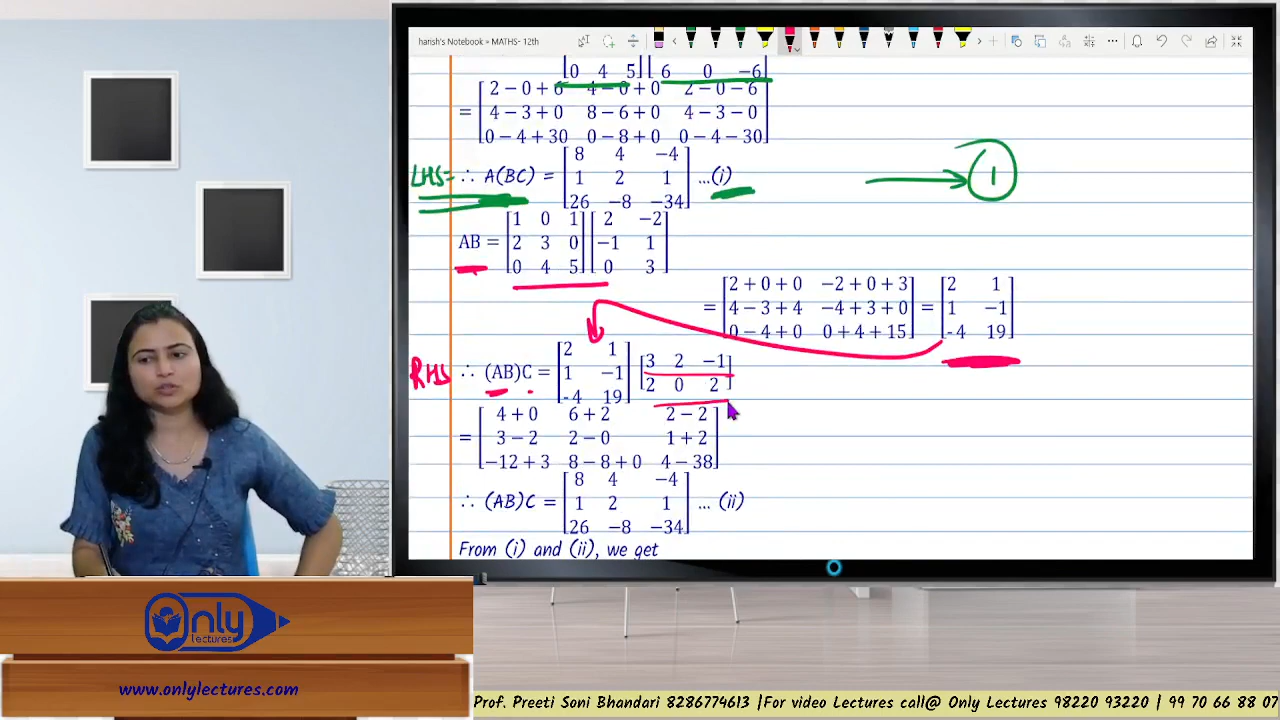 harish's Notebook » MATHS- 12th
0 4 5 6 0 −6
2 − 0 + 6 4 − 0 + 0 2 − 0 − 6
= 4 − 3 + 0 8 − 6 + 0 4 − 3 − 0
0 − 4 + 30 0 − 8 + 0 0 − 4 − 30
8 4 −4
LHS- ∴ A(BC) = 1 2 1 ...(i)
26 −8 −34
1
1 0 1 2 −2
AB = 2 3 0 −1 1
0 4 5 0 3
2 + 0 + 0 −2 + 0 + 3 2 1
= 4 − 3 + 4 −4 + 3 + 0 = 1 −1
0 − 4 + 0 0 + 4 + 15 -4 19
2 1 3 2 −1
RHS ∴ (AB)C = 1 −1
-4 19 2 0 2
4 + 0 6 + 2 2 − 2
= 3 − 2 2 − 0 1 + 2
−12 + 3 8 − 8 + 0 4 − 38
8 4 −4
∴ (AB)C = 1 2 1 ... (ii)
26 −8 −34
From (i) and (ii), we get
Only
lectures
www.onlylectures.com
Prof. Preeti Soni Bhandari 8286774613 |For video Lectures call@ Only Lectures 98220 93220 | 99 70 66 88 07